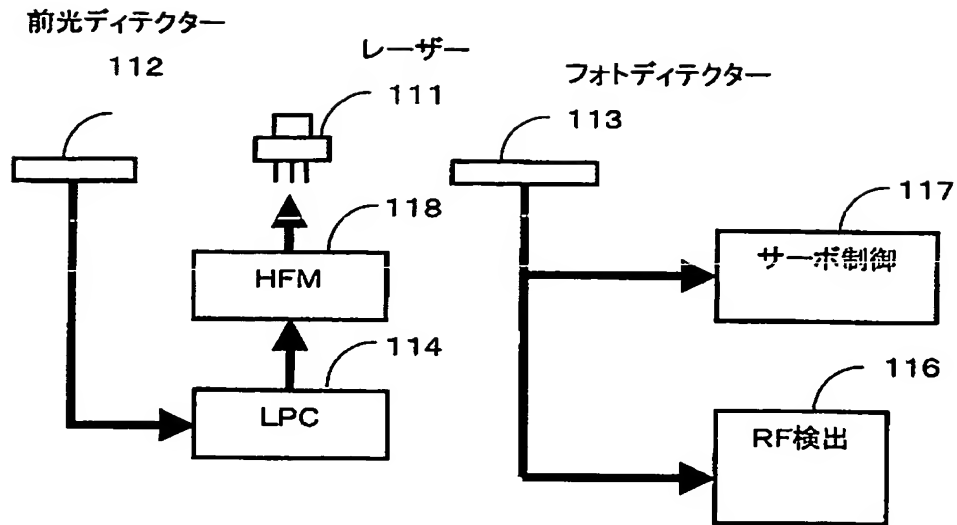 前光ディテクター
112
レーザー
111
フォトディテクター
113
118
HFM
114
LPC
117
サーボ制御
116
RF検出